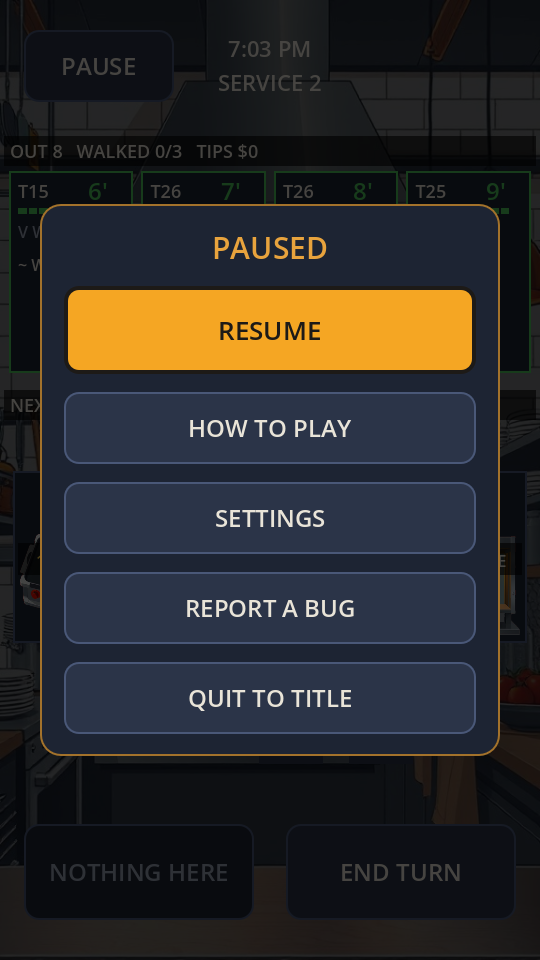 PAUSE
7:03 PM
SERVICE 2
OUT 8 WALKED 0/3 TIPS $0
T15 6' T26 7' T26 8' T25 9'
PAUSED
RESUME
HOW TO PLAY
SETTINGS
REPORT A BUG
QUIT TO TITLE
NOTHING HERE
END TURN